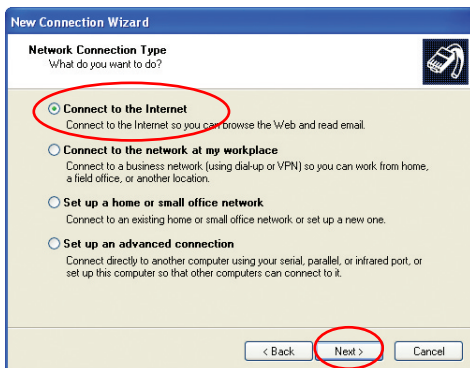 New Connection Wizard
Network Connection Type
What do you want to do?
Connect to the Internet
Connect to the Internet so you can browse the Web and read email.
Connect to the network at my workplace
Connect to a business network (using dial-up or VPN) so you can work from home,
a field office, or another location.
Set up a home or small office network
Connect to an existing home or small office network or set up a new one.
Set up an advanced connection
Connect directly to another computer using your serial, parallel, or infrared port, or
set up this computer so that other computers can connect to it.
< Back Next > Cancel